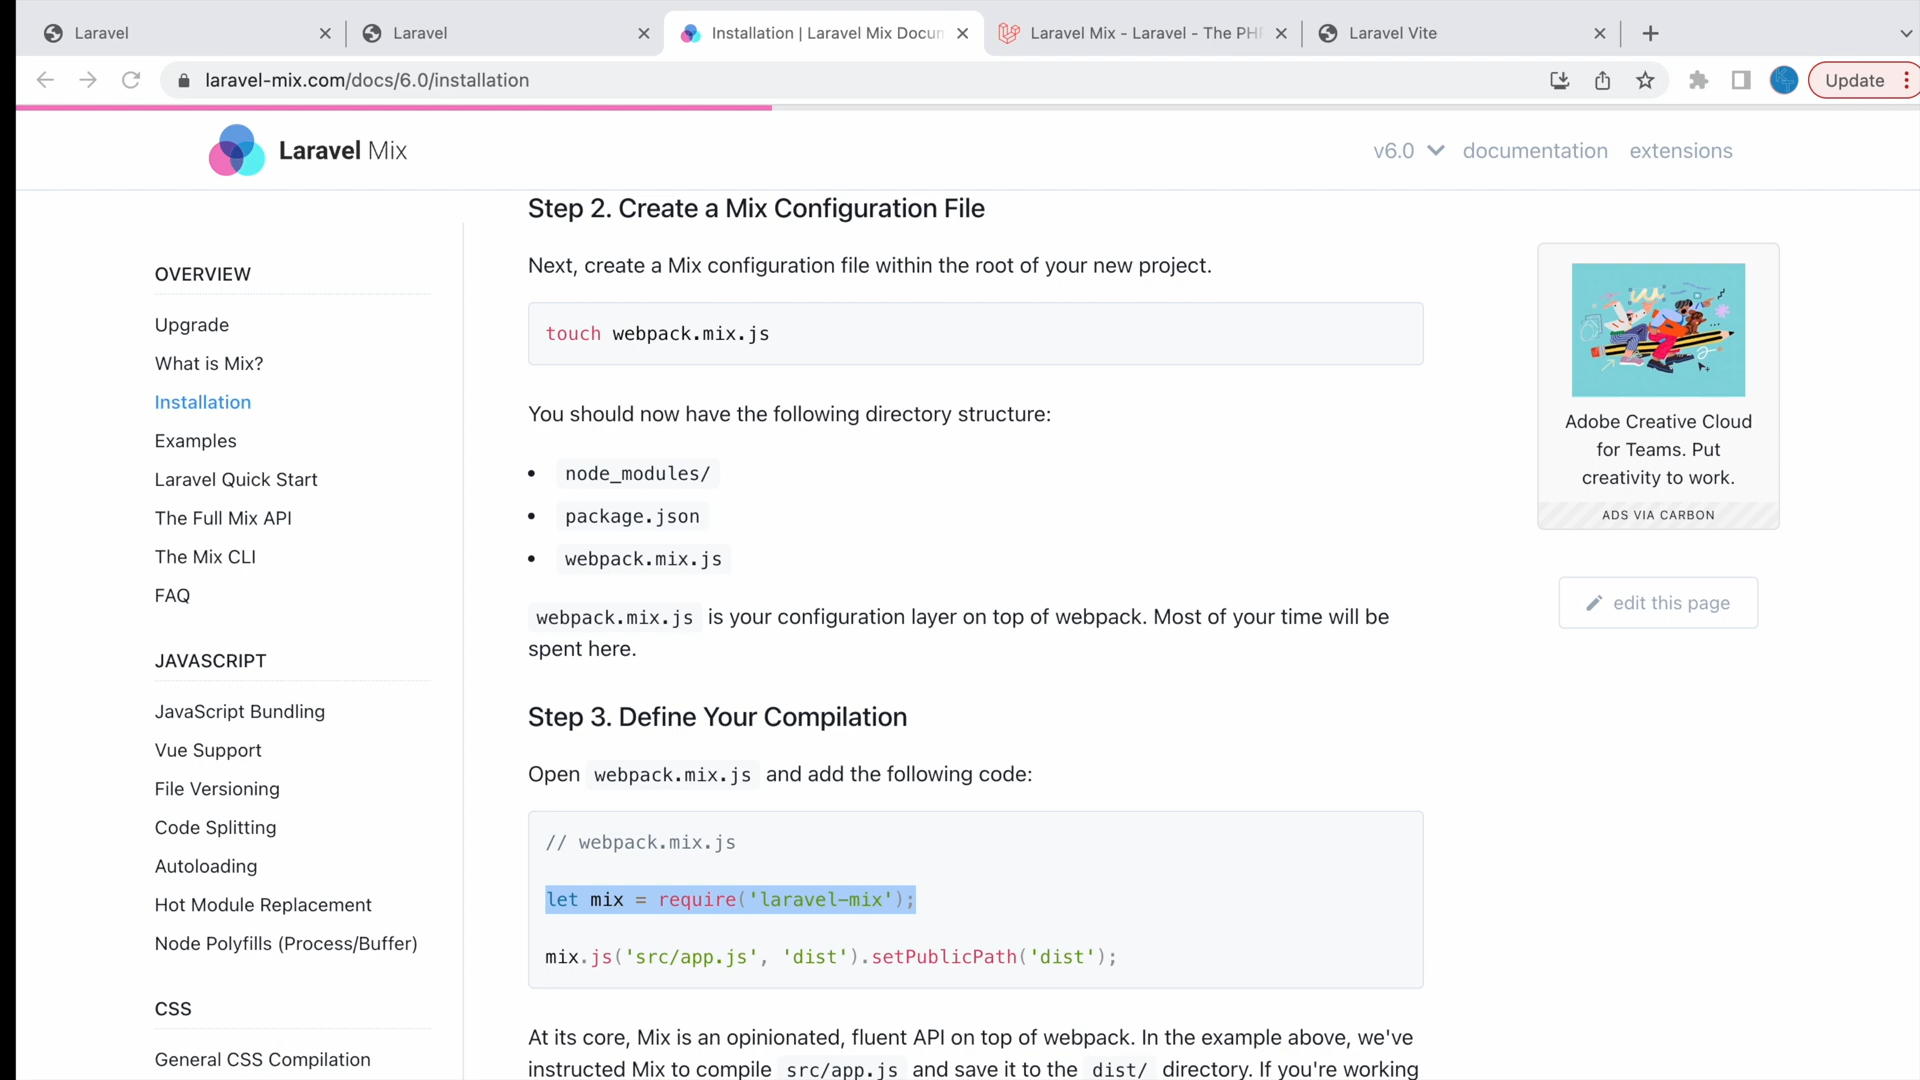 Laravel
Laravel
Installation | Laravel Mix Docun
Laravel Mix - Laravel - The PH
Laravel Vite
laravel-mix.com/docs/6.0/installation
Update
Laravel Mix
v6.0
documentation
extensions
OVERVIEW
Upgrade
What is Mix?
Installation
Examples
Laravel Quick Start
The Full Mix API
The Mix CLI
FAQ
JAVASCRIPT
JavaScript Bundling
Vue Support
File Versioning
Code Splitting
Autoloading
Hot Module Replacement
Node Polyfills (Process/Buffer)
CSS
General CSS Compilation
Step 2. Create a Mix Configuration File
Next, create a Mix configuration file within the root of your new project.
touch webpack.mix.js
You should now have the following directory structure:
• node_modules/
• package.json
• webpack.mix.js
webpack.mix.js is your configuration layer on top of webpack. Most of your time will be
spent here.
Step 3. Define Your Compilation
Open webpack.mix.js and add the following code:
// webpack.mix.js
let mix = require('laravel-mix');
mix.js('src/app.js', 'dist').setPublicPath('dist');
At its core, Mix is an opinionated, fluent API on top of webpack. In the example above, we've
instructed Mix to compile src/app.js and save it to the dist/ directory. If you're working
Adobe Creative Cloud
for Teams. Put
creativity to work.
ADS VIA CARBON
edit this page